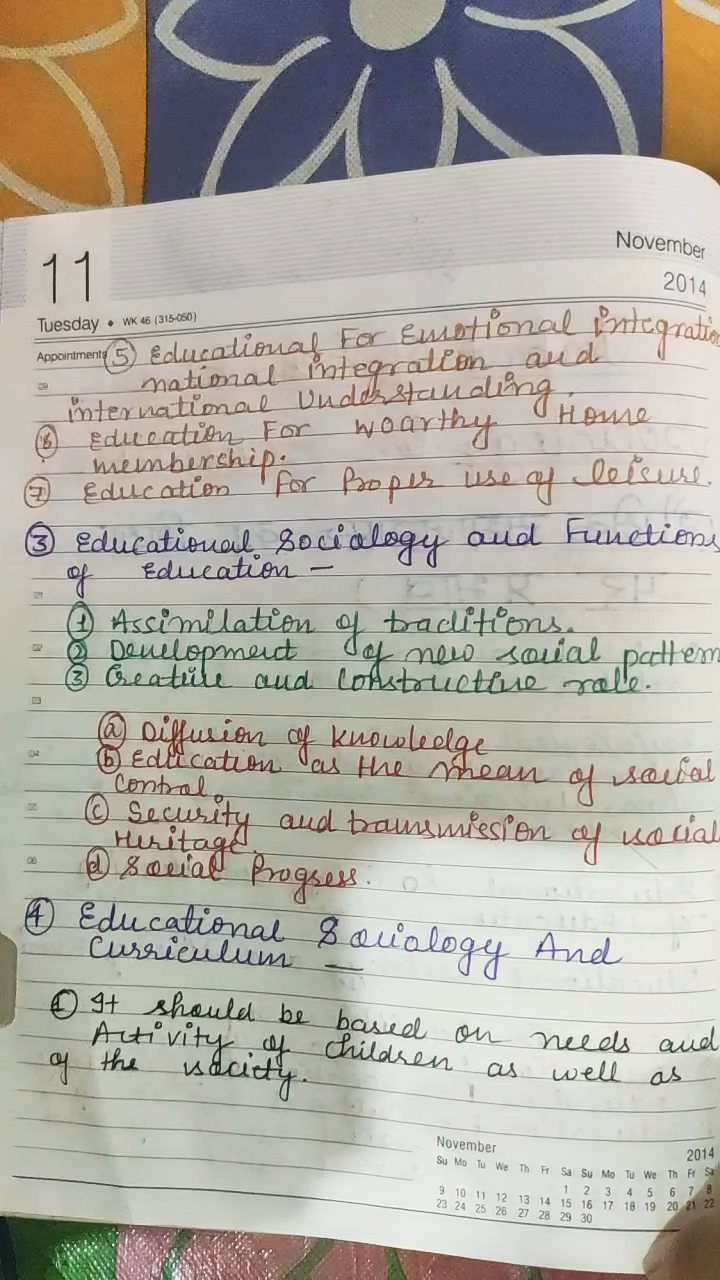 11
November
2014
Tuesday • WK 46 (315-050)
Appointments
⑤ Educational For Emotional integration
national integration and
international Understanding.
⑥ Education For woarthy Home
membership.
⑦ Education For Proper use of leisure.
③ Educational Sociology and Functions
of Education —
① Assimilation of traditions.
② Development of new social pattern
③ Creative and constructive role.
ⓐ Diffusion of knowledge
ⓑ Education as the mean of social
Control.
ⓒ Security and transmission of social
Heritage.
ⓓ Social Progress.
④ Educational Sociology And
Curriculum —
① It should be based on needs and
Activity of children as well as
of the society.
November 2014
Su Mo Tu We Th Fr Sa Su Mo Tu We Th Fr Sa
1 2 3 4 5 6 7 8
9 10 11 12 13 14 15 16 17 18 19 20 21 22
23 24 25 26 27 28 29 30